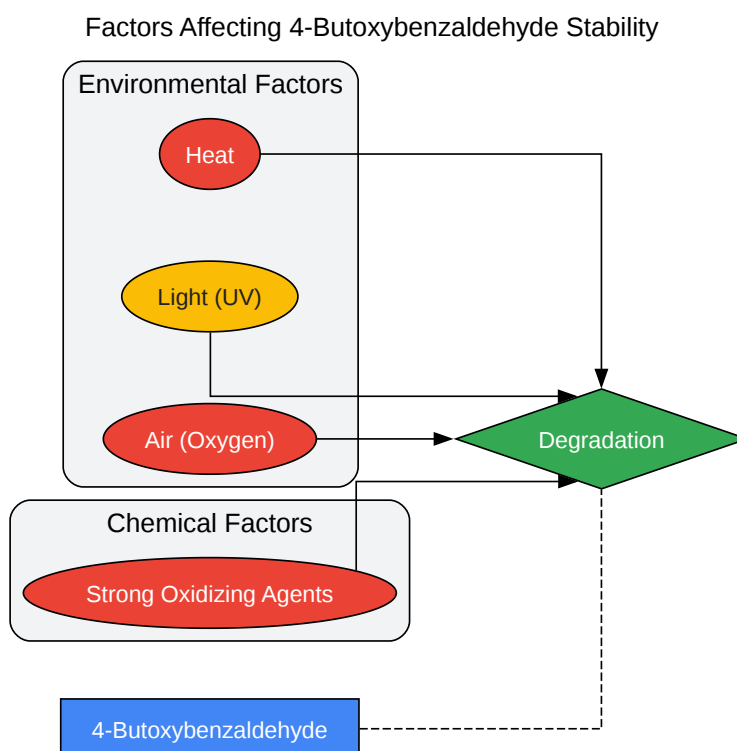 Factors Affecting 4-Butoxybenzaldehyde Stability
Environmental Factors
Heat
Light (UV)
Air (Oxygen)
Degradation
Chemical Factors
Strong Oxidizing Agents
4-Butoxybenzaldehyde